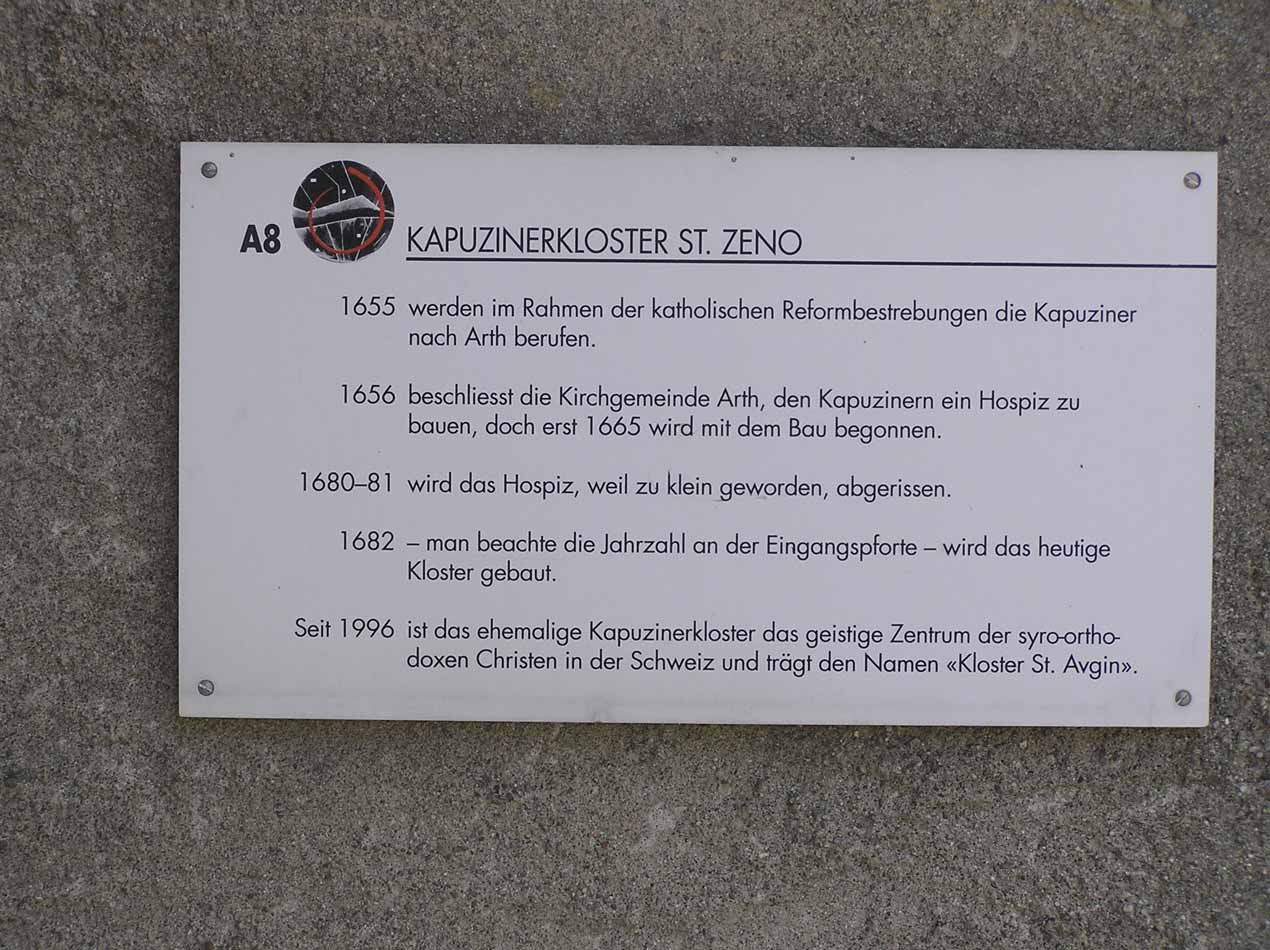 A8 KAPUZINERKLOSTER ST. ZENO
1655 werden im Rahmen der katholischen Reformbestrebungen die Kapuziner
nach Arth berufen.
1656 beschliesst die Kirchgemeinde Arth, den Kapuzinern ein Hospiz zu
bauen, doch erst 1665 wird mit dem Bau begonnen.
1680–81 wird das Hospiz, weil zu klein geworden, abgerissen.
1682 – man beachte die Jahrzahl an der Eingangspforte – wird das heutige
Kloster gebaut.
Seit 1996 ist das ehemalige Kapuzinerkloster das geistige Zentrum der syro-ortho-
doxen Christen in der Schweiz und trägt den Namen «Kloster St. Avgin».